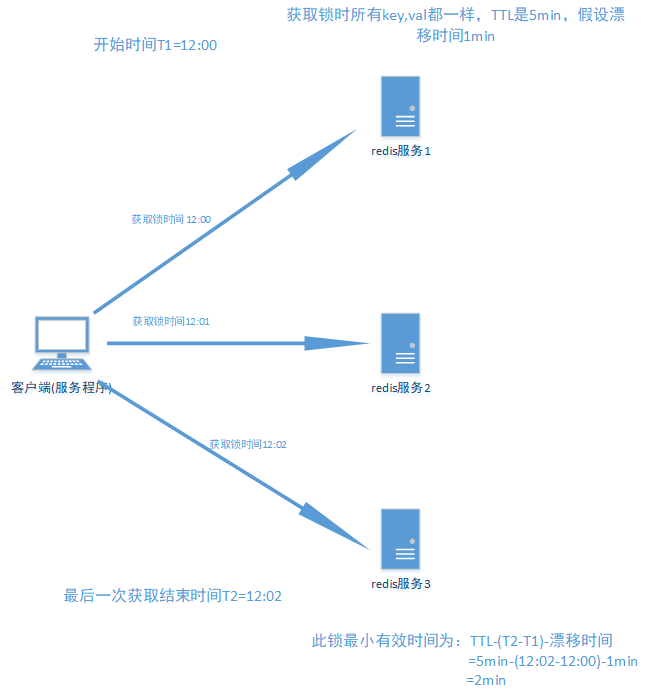 获取锁时所有key,val都一样，TTL是5min，假设漂
移时间1min
开始时间T1=12:00
redis服务1
获取锁时间 12:00
获取锁时间12:01
客户端(服务程序)
redis服务2
获取锁时间12:02
redis服务3
最后一次获取结束时间T2=12:02
此锁最小有效时间为：TTL-(T2-T1)-漂移时间
=5min-(12:02-12:00)-1min
=2min